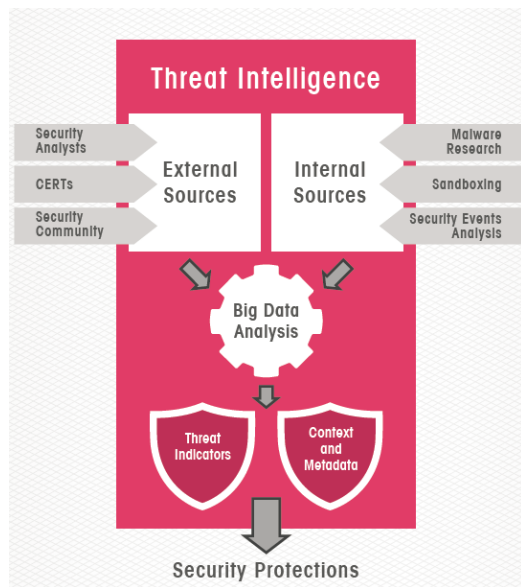 Threat Intelligence
Security
Analysts
CERTs
Security
Community
External
Sources
Internal
Sources
Malware
Research
Sandboxing
Security Events
Analysis
Big Data
Analysis
Threat
Indicators
Context
and
Metadata
Security Protections